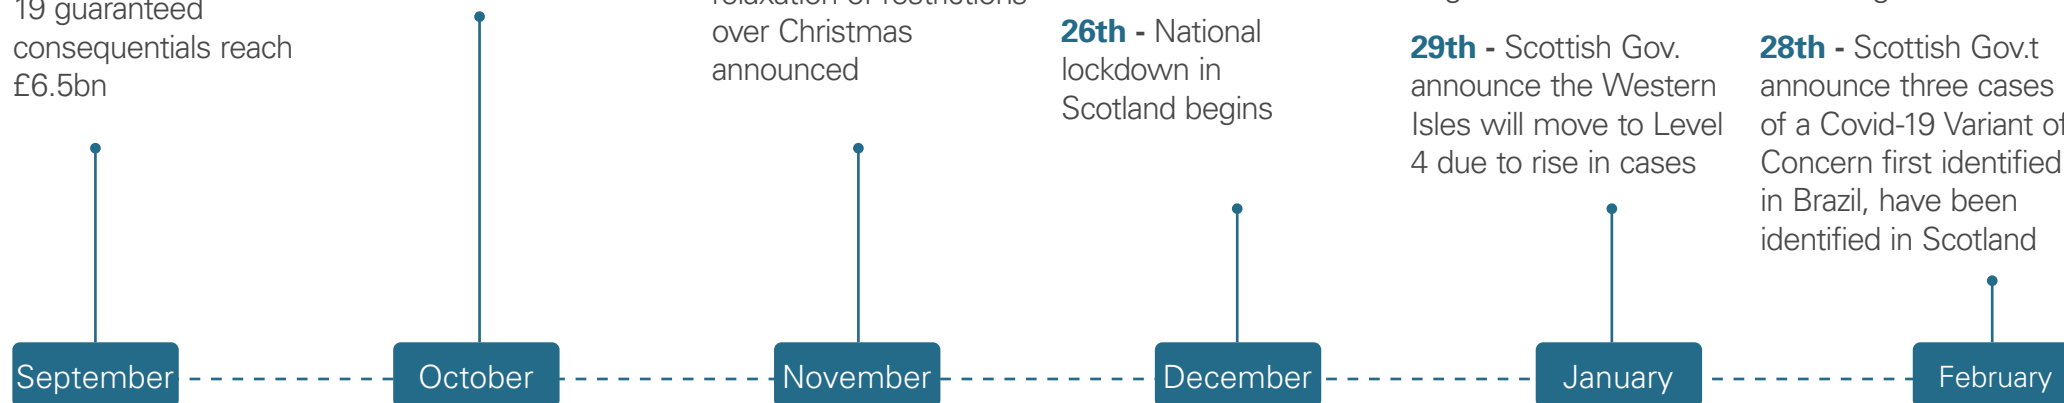 19 guaranteed
consequentials reach
£6.5bn
relaxation of restrictions
over Christmas
announced
26th - National
lockdown in
Scotland begins
29th - Scottish Gov.
announce the Western
Isles will move to Level
4 due to rise in cases
28th - Scottish Gov.t
announce three cases
of a Covid-19 Variant of
Concern first identified
in Brazil, have been
identified in Scotland
September
October
November
December
January
February